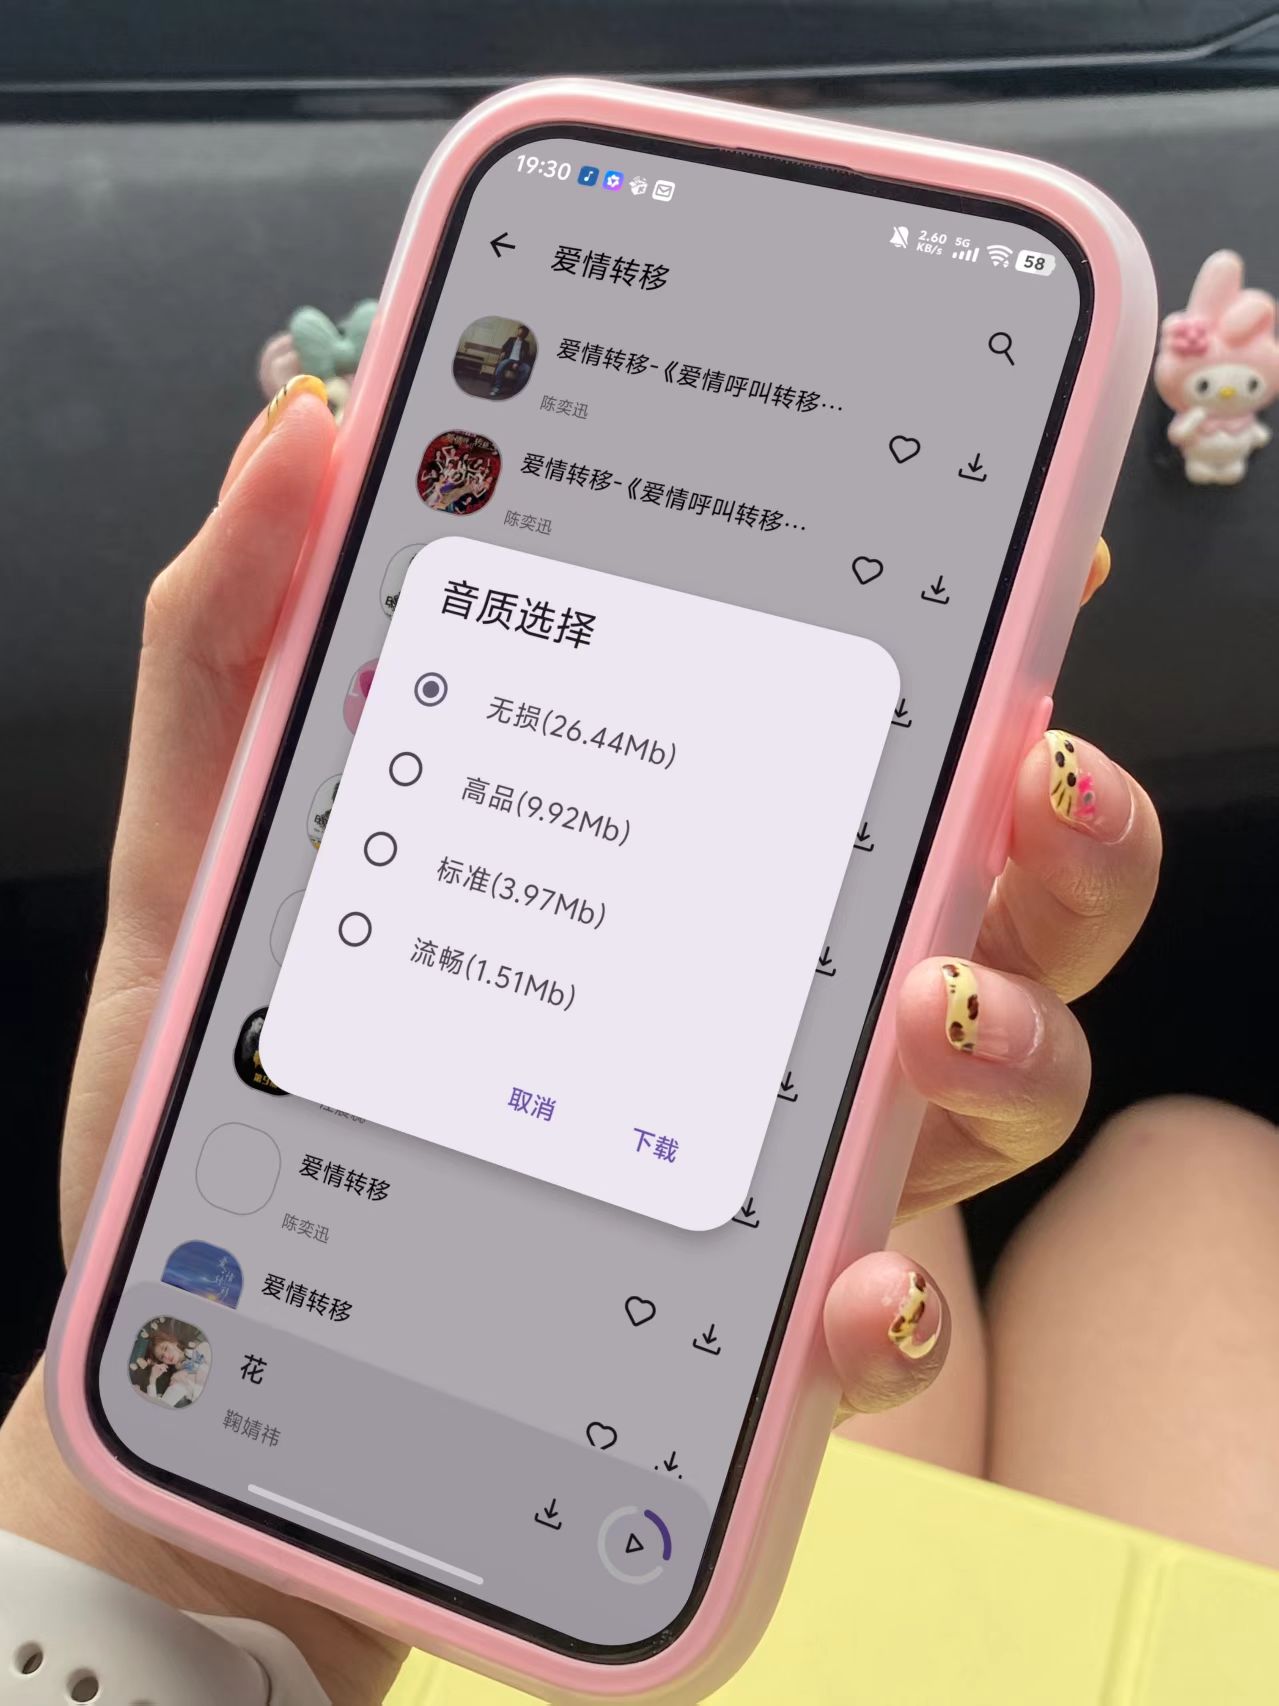 19:30
2.60
KB/s
5G
58
爱情转移
爱情转移-《爱情呼叫转移…
陈奕迅
爱情转移-《爱情呼叫转移…
陈奕迅
音质选择
无损(26.44Mb)
高品(9.92Mb)
标准(3.97Mb)
流畅(1.51Mb)
取消
下载
爱情转移
陈奕迅
爱情转移
花
鞠婧祎